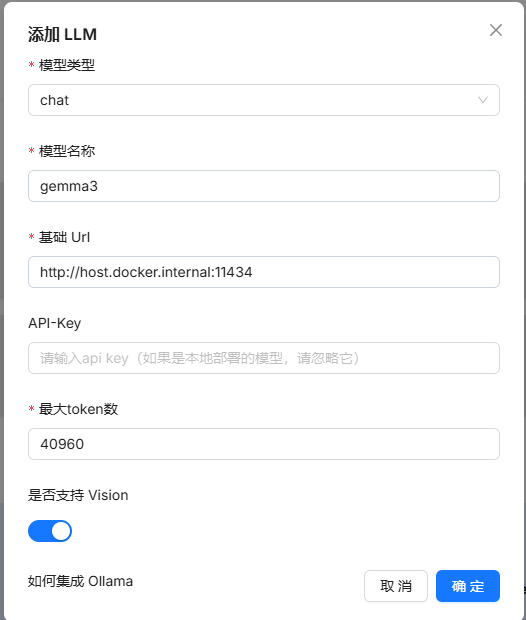 添加 LLM
* 模型类型
chat
* 模型名称
gemma3
* 基础 Url
http://host.docker.internal:11434
API-Key
请输入api key（如果是本地部署的模型，请忽略它）
* 最大token数
40960
是否支持 Vision
如何集成 Ollama
取 消
确 定